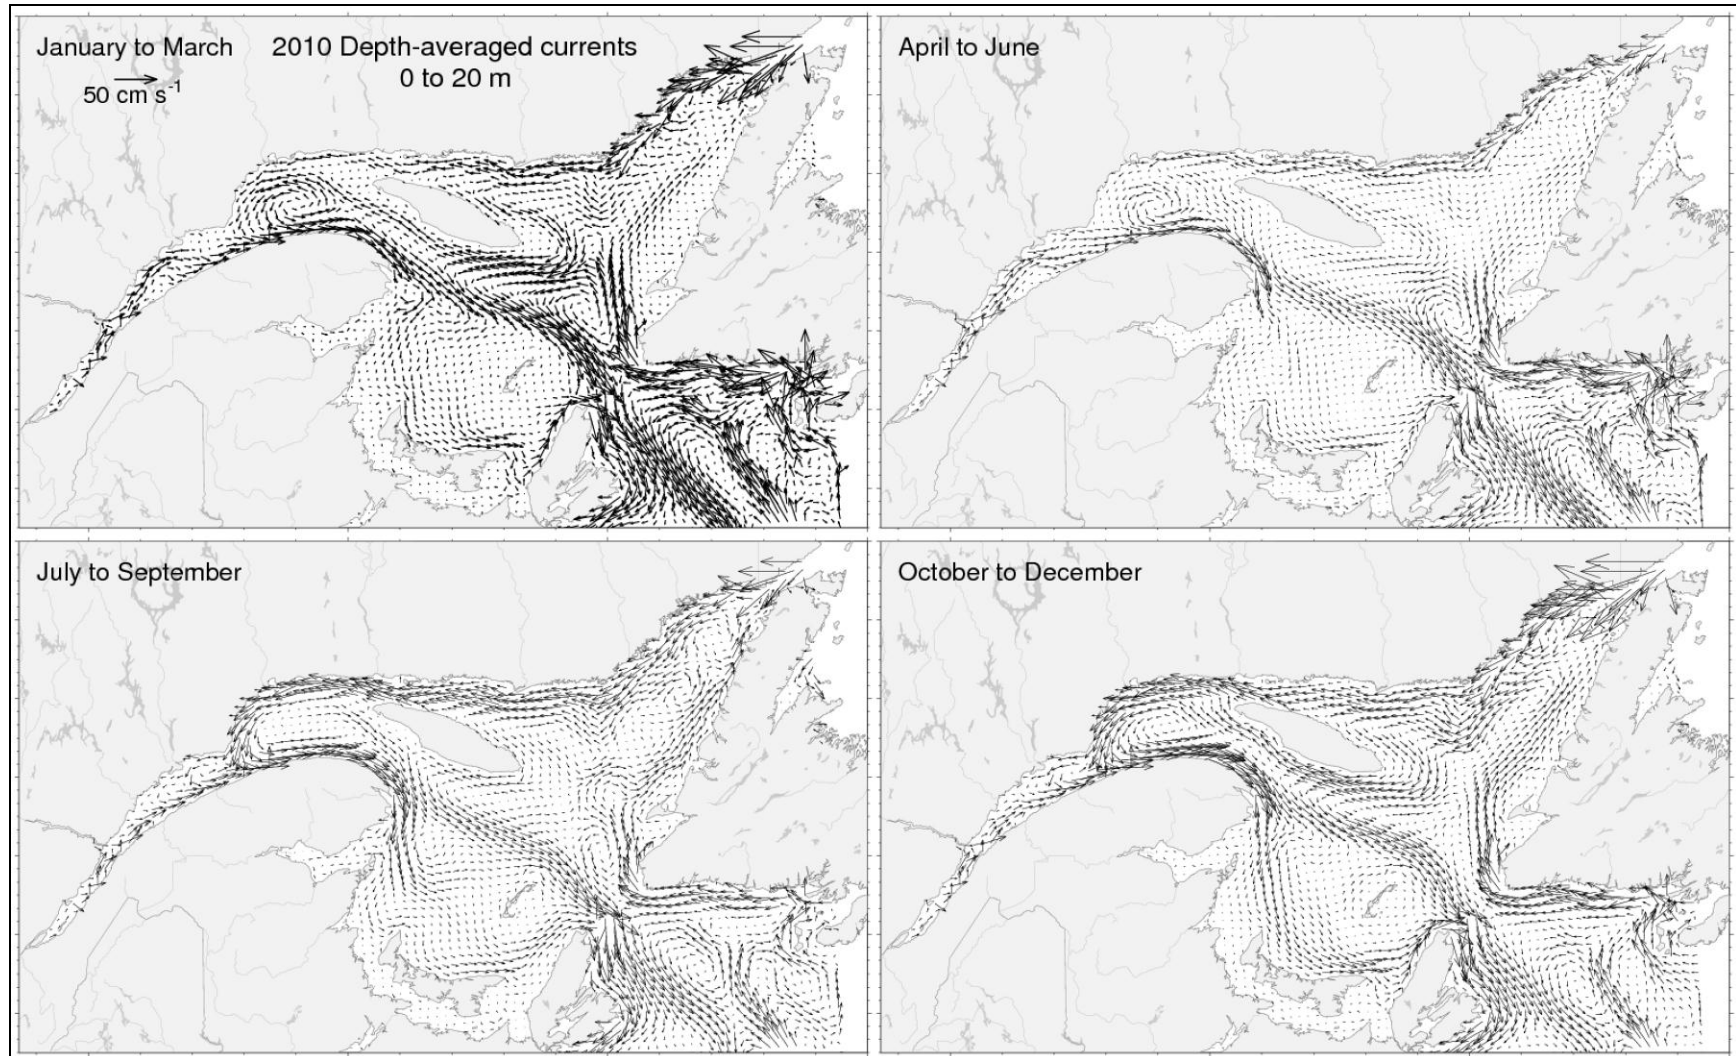 January to March
2010 Depth-averaged currents
0 to 20 m
50 cm s⁻¹
April to June
July to September
October to December